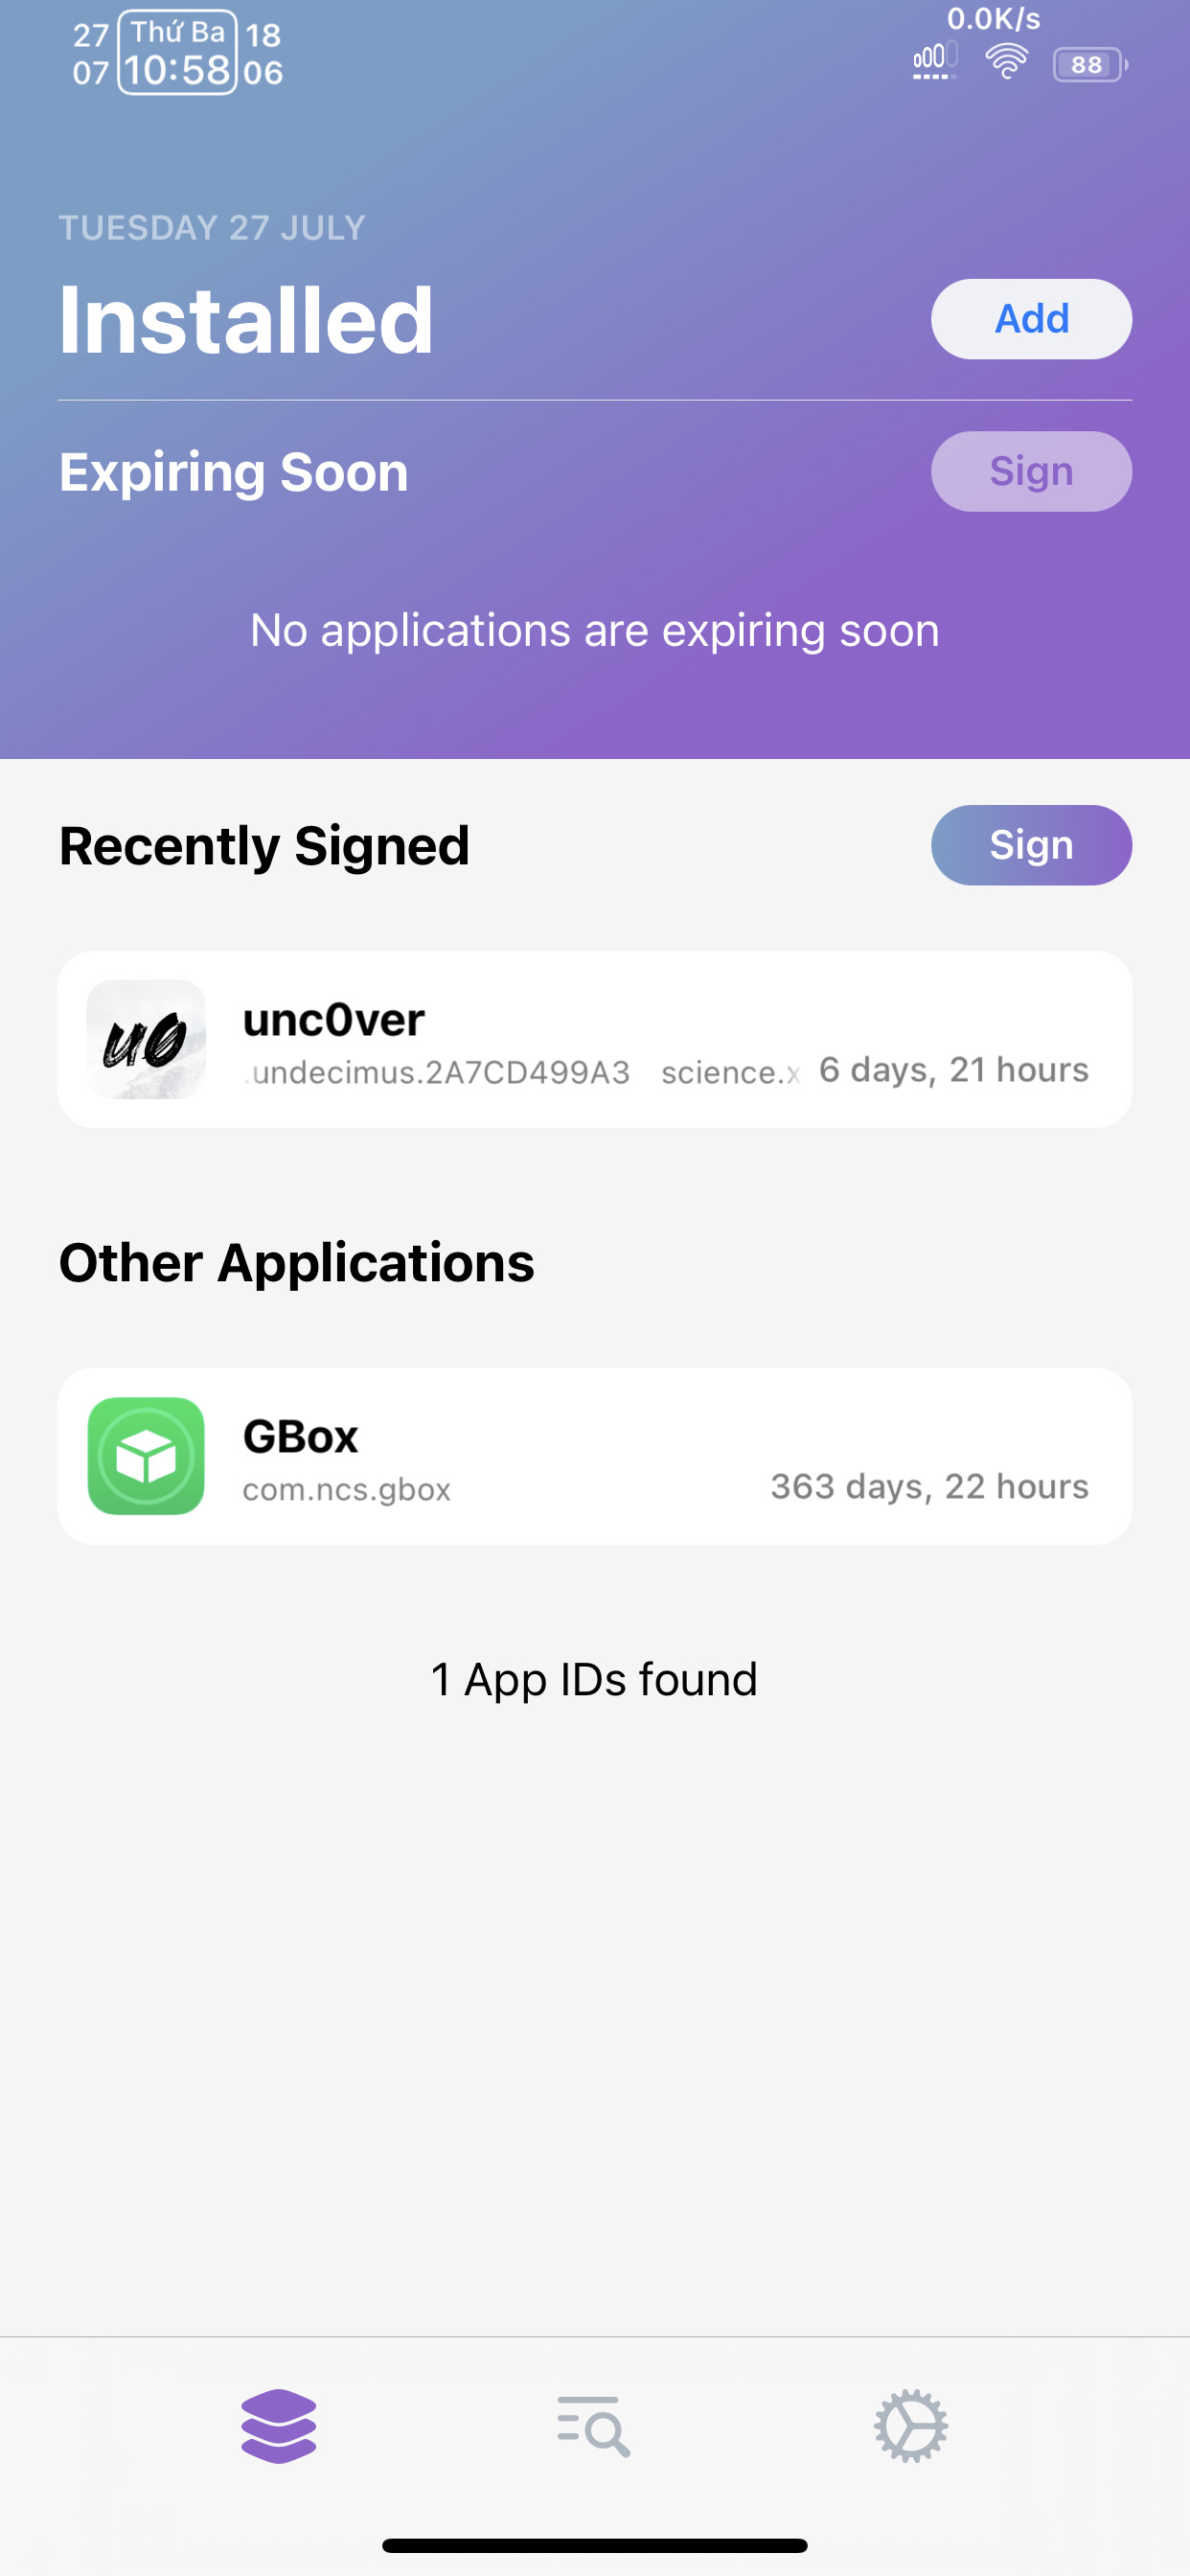 27 Thứ Ba 18
07 10:58 06
0.0K/s
88
TUESDAY 27 JULY
Installed
Add
Expiring Soon
Sign
No applications are expiring soon
Recently Signed
Sign
u0
unc0ver
.undecimus.2A7CD499A3 science.x 6 days, 21 hours
Other Applications
GBox
com.ncs.gbox 363 days, 22 hours
1 App IDs found